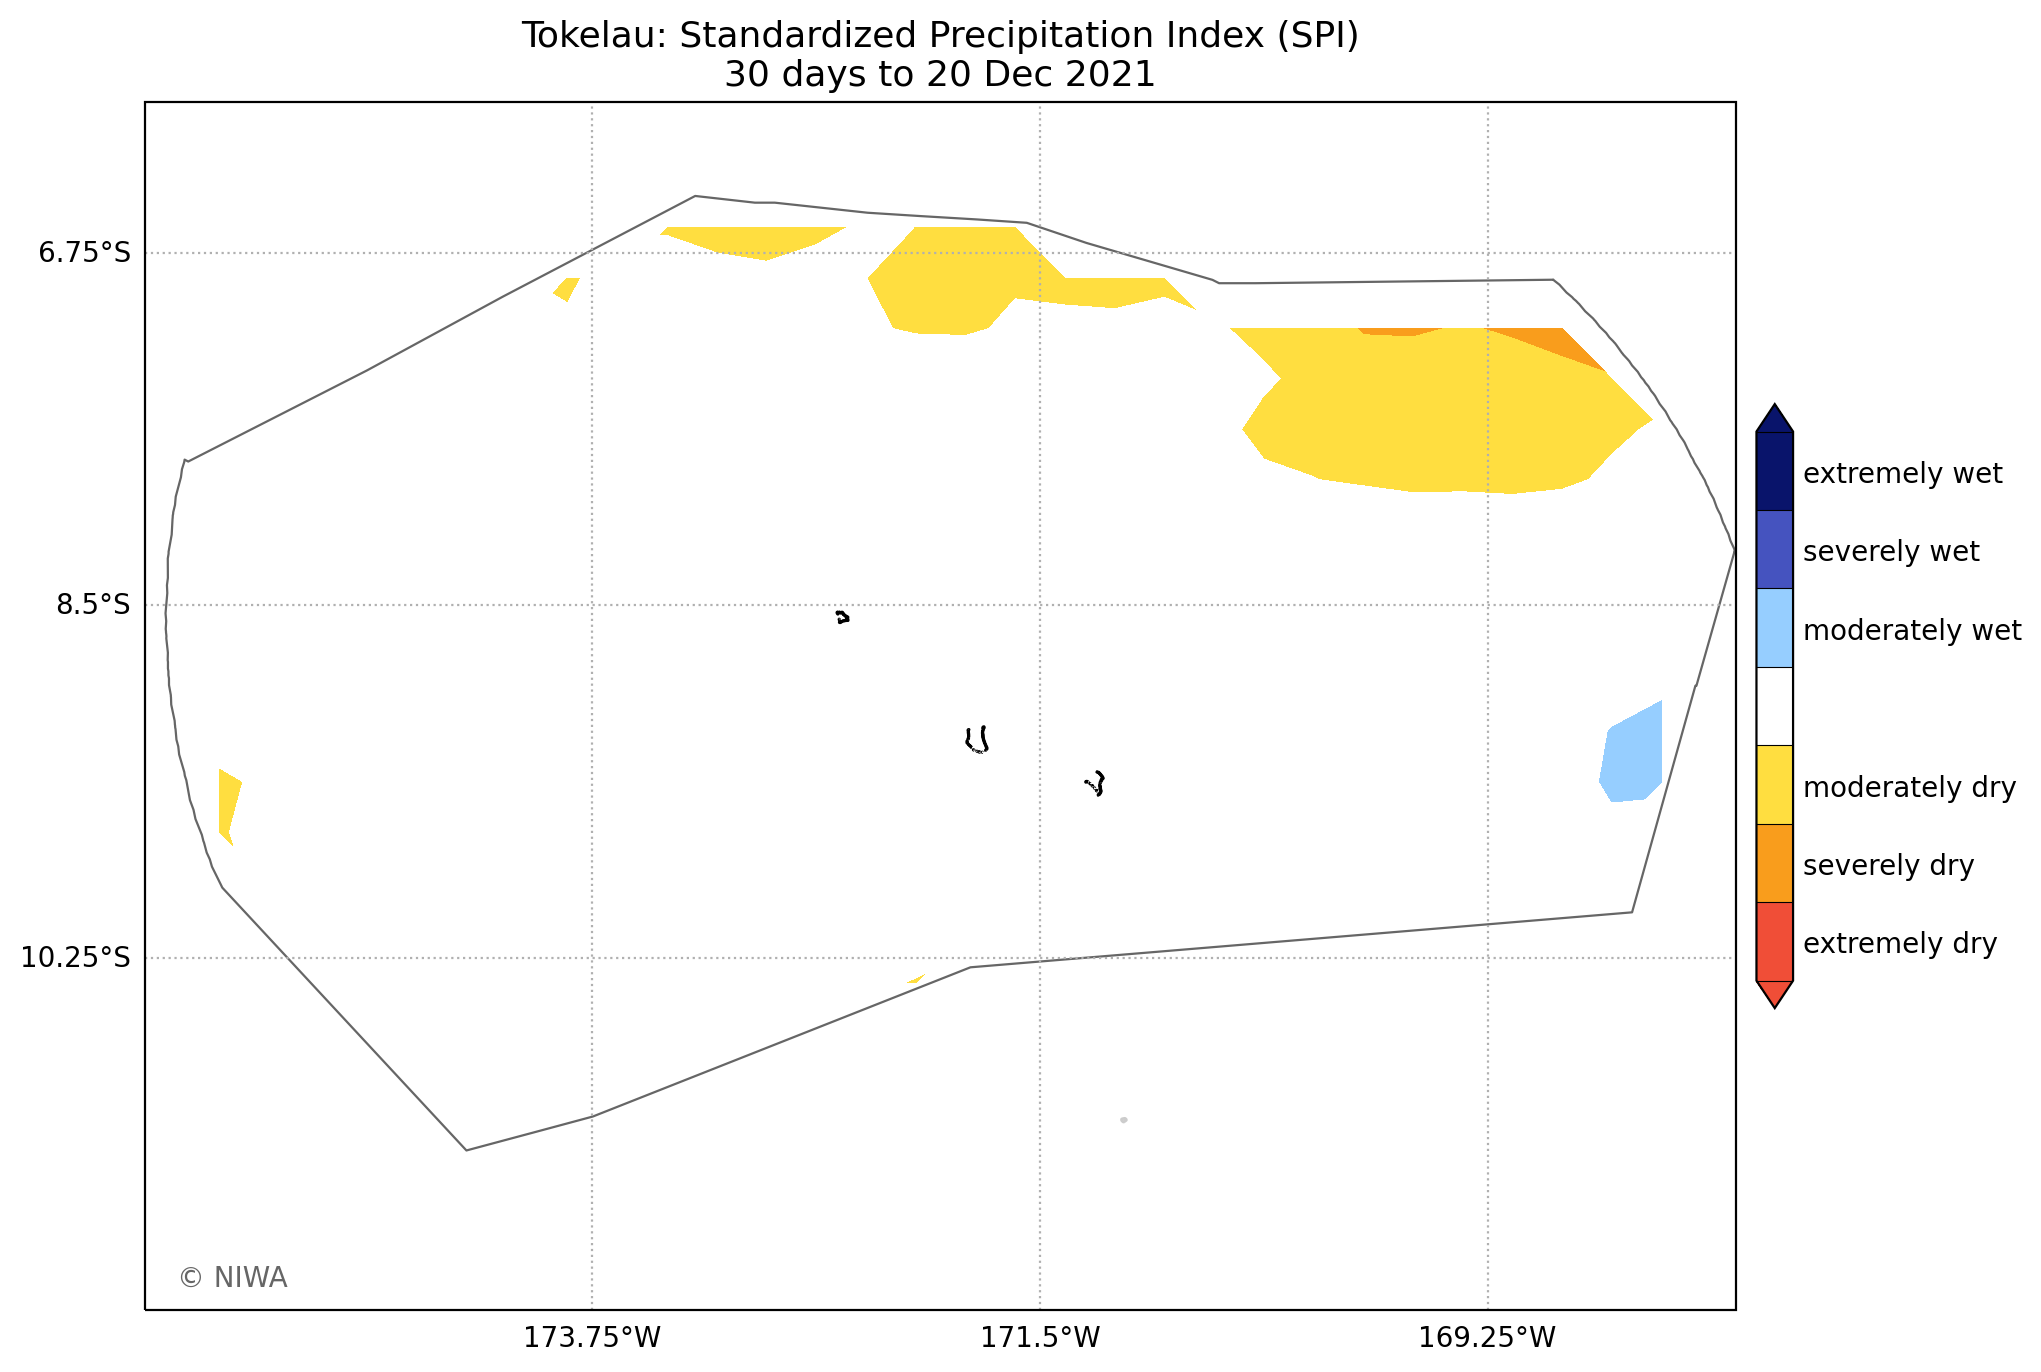 Tokelau: Standardized Precipitation Index (SPI)
30 days to 20 Dec 2021
6.75°S
8.5°S
10.25°S
173.75°W
171.5°W
169.25°W
extremely wet
severely wet
moderately wet
moderately dry
severely dry
extremely dry
© NIWA